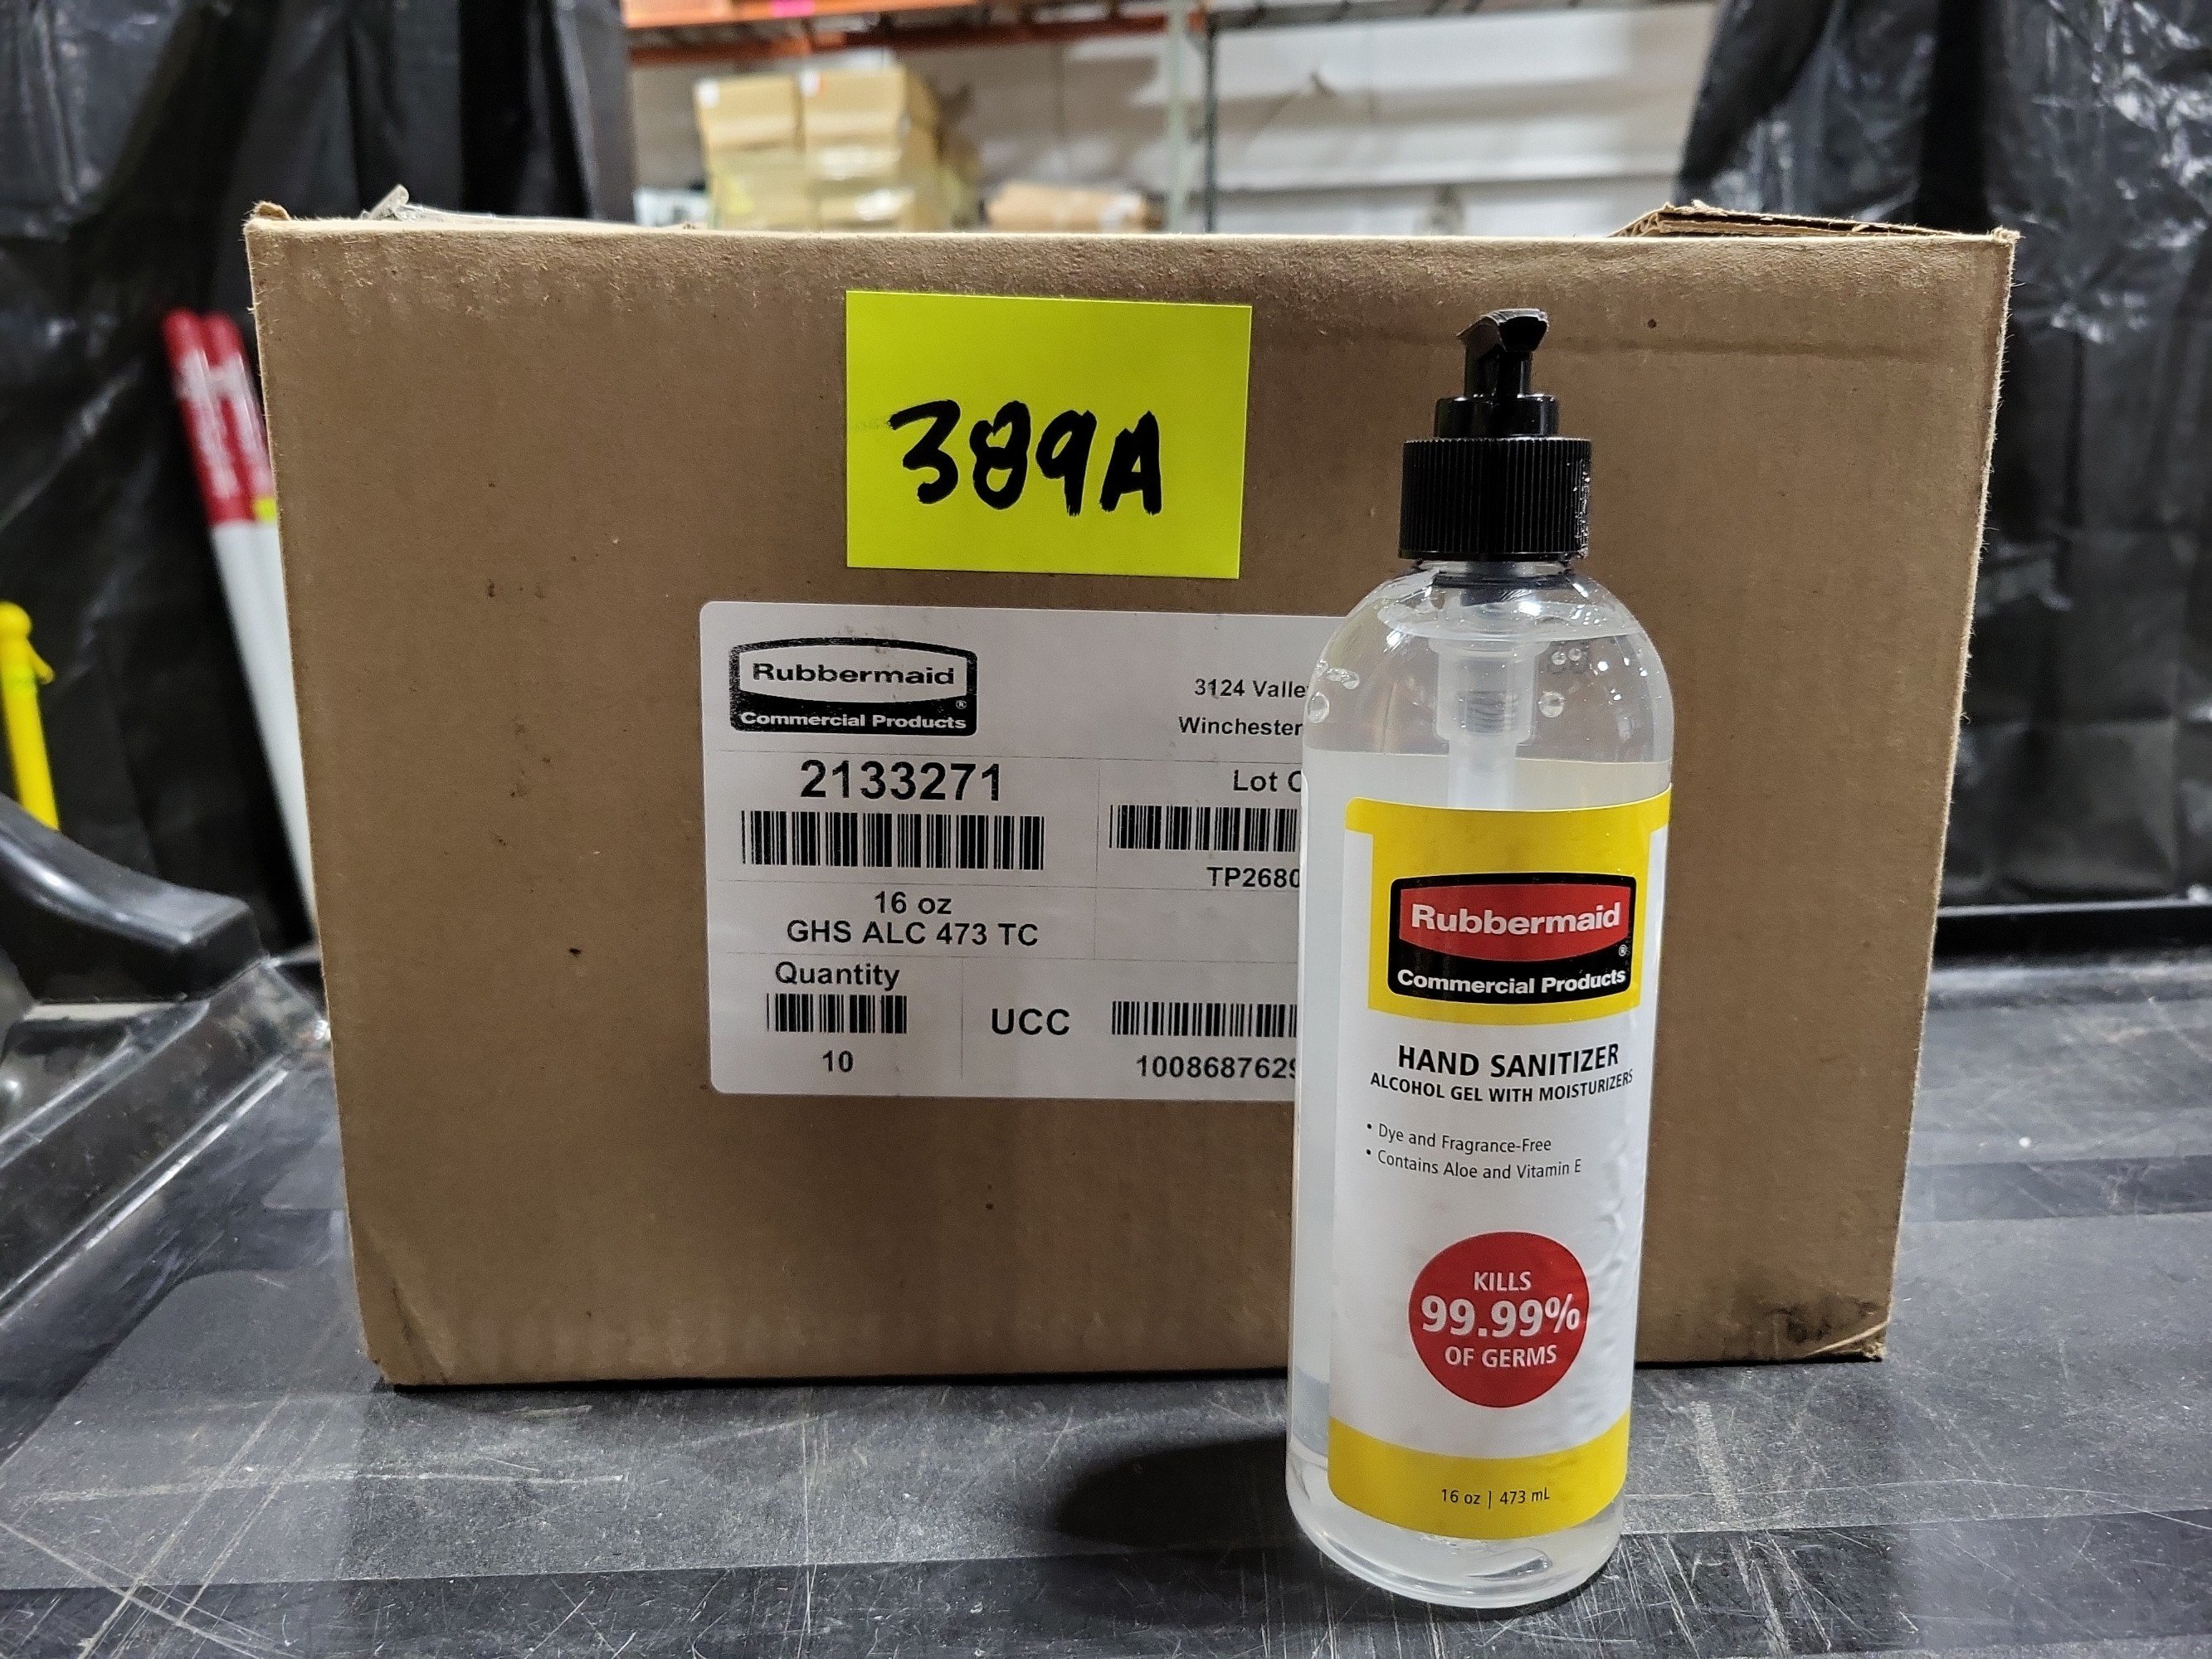 389A
Rubbermaid
®
Commercial Products
3124
Winchester
2133271
Lot
16 oz
GHS ALC 473 TC
Quantity
10
UCC
Rubbermaid
®
Commercial Products
HAND SANITIZER
ALCOHOL GEL WITH MOISTURIZERS
• Dye and Fragrance-Free
• Contains Aloe and Vitamin E
KILLS
99.99%
OF GERMS
16 oz | 473 mL